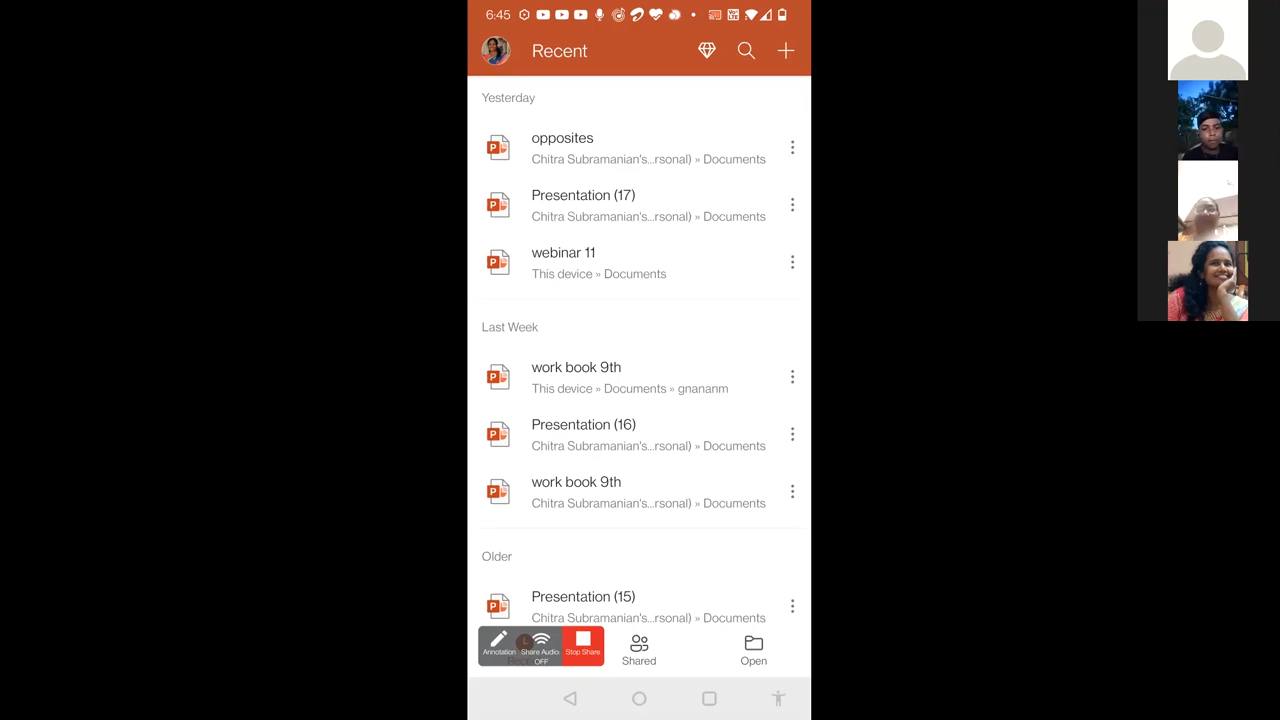 6:45
Recent
Yesterday
opposites
Chitra Subramanian's...rsonal) » Documents
Presentation (17)
Chitra Subramanian's...rsonal) » Documents
webinar 11
This device » Documents
Last Week
work book 9th
This device » Documents » gnananm
Presentation (16)
Chitra Subramanian's...rsonal) » Documents
work book 9th
Chitra Subramanian's...rsonal) » Documents
Older
Presentation (15)
Chitra Subramanian's...rsonal) » Documents
Annotation Share Audio: OFF Stop Share
Shared
Open